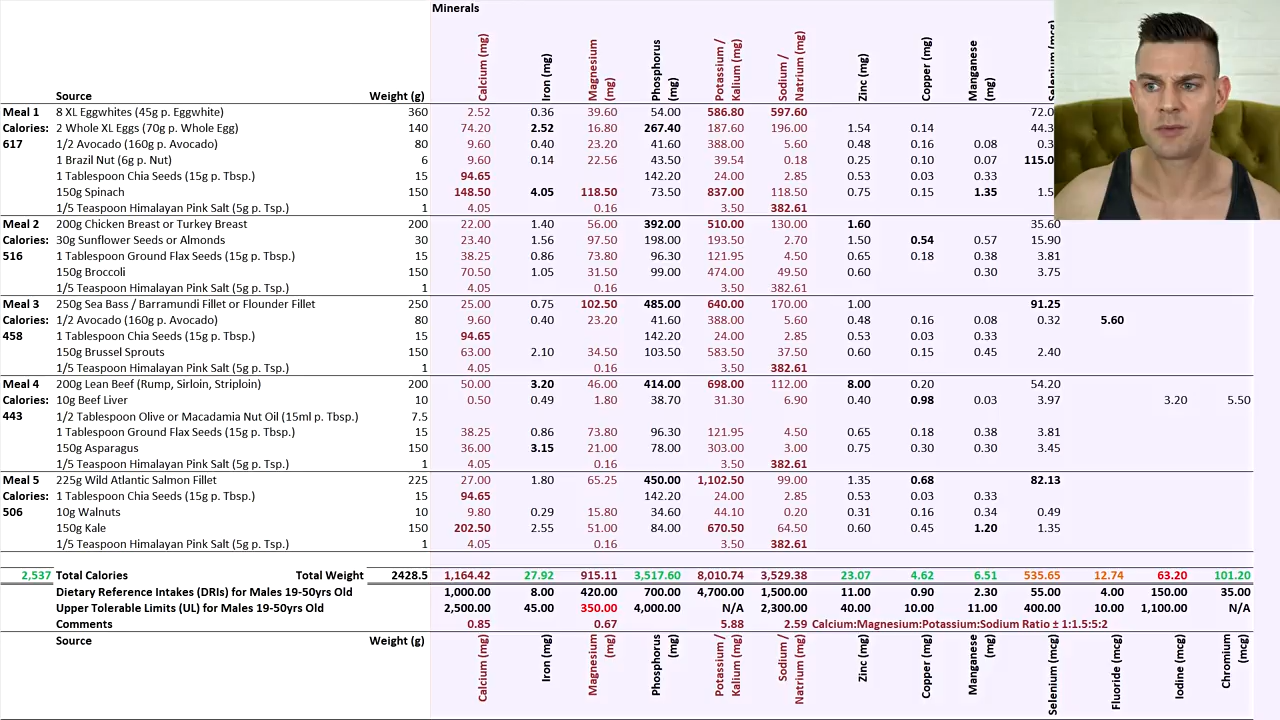 Minerals
Source Weight (g) Calcium (mg) Iron (mg) Magnesium (mg) Phosphorus (mg) Potassium / Kalium (mg) Sodium / Natrium (mg) Zinc (mg) Copper (mg) Manganese (mg)
Meal 1 8 XL Eggwhites (45g p. Eggwhite) 360 2.52 0.36 39.60 54.00 586.80 597.60 72.0
Calories: 2 Whole XL Eggs (70g p. Whole Egg) 140 74.20 2.52 16.80 267.40 187.60 196.00 1.54 0.14 44.3
617 1/2 Avocado (160g p. Avocado) 80 9.60 0.40 23.20 41.60 388.00 5.60 0.48 0.16 0.08 0.3
1 Brazil Nut (6g p. Nut) 6 9.60 0.14 22.56 43.50 39.54 0.18 0.25 0.10 0.07 115.0
1 Tablespoon Chia Seeds (15g p. Tbsp.) 15 94.65 142.20 24.00 2.85 0.53 0.03 0.33
150g Spinach 150 148.50 4.05 118.50 73.50 837.00 118.50 0.75 0.15 1.35 1.5
1/5 Teaspoon Himalayan Pink Salt (5g p. Tsp.) 1 4.05 0.16 3.50 382.61
Meal 2 200g Chicken Breast or Turkey Breast 200 22.00 1.40 56.00 392.00 510.00 130.00 1.60 35.60
Calories: 30g Sunflower Seeds or Almonds 30 23.40 1.56 97.50 198.00 193.50 2.70 1.50 0.54 0.57 15.90
516 1 Tablespoon Ground Flax Seeds (15g p. Tbsp.) 15 38.25 0.86 73.80 96.30 121.95 4.50 0.65 0.18 0.38 3.81
150g Broccoli 150 70.50 1.05 31.50 99.00 474.00 49.50 0.60 0.30 3.75
1/5 Teaspoon Himalayan Pink Salt (5g p. Tsp.) 1 4.05 0.16 3.50 382.61
Meal 3 250g Sea Bass / Barramundi Fillet or Flounder Fillet 250 25.00 0.75 102.50 485.00 640.00 170.00 1.00 91.25
Calories: 1/2 Avocado (160g p. Avocado) 80 9.60 0.40 23.20 41.60 388.00 5.60 0.48 0.16 0.08 0.32 5.60
458 1 Tablespoon Chia Seeds (15g p. Tbsp.) 15 94.65 142.20 24.00 2.85 0.53 0.03 0.33
150g Brussel Sprouts 150 63.00 2.10 34.50 103.50 583.50 37.50 0.60 0.15 0.45 2.40
1/5 Teaspoon Himalayan Pink Salt (5g p. Tsp.) 1 4.05 0.16 3.50 382.61
Meal 4 200g Lean Beef (Rump, Sirloin, Striploin) 200 50.00 3.20 46.00 414.00 698.00 112.00 8.00 0.20 54.20
Calories: 10g Beef Liver 10 0.50 0.49 1.80 38.70 31.30 6.90 0.40 0.98 0.03 3.97 3.20 5.50
443 1/2 Tablespoon Olive or Macadamia Nut Oil (15ml p. Tbsp.) 7.5
1 Tablespoon Ground Flax Seeds (15g p. Tbsp.) 15 38.25 0.86 73.80 96.30 121.95 4.50 0.65 0.18 0.38 3.81
150g Asparagus 150 36.00 3.15 21.00 78.00 303.00 3.00 0.75 0.30 0.30 3.45
1/5 Teaspoon Himalayan Pink Salt (5g p. Tsp.) 1 4.05 0.16 3.50 382.61
Meal 5 225g Wild Atlantic Salmon Fillet 225 27.00 1.80 65.25 450.00 1,102.50 99.00 1.35 0.68 82.13
Calories: 1 Tablespoon Chia Seeds (15g p. Tbsp.) 15 94.65 142.20 24.00 2.85 0.53 0.03 0.33
506 10g Walnuts 10 9.80 0.29 15.80 34.60 44.10 0.20 0.31 0.16 0.34 0.49
150g Kale 150 202.50 2.55 51.00 84.00 670.50 64.50 0.60 0.45 1.20 1.35
1/5 Teaspoon Himalayan Pink Salt (5g p. Tsp.) 1 4.05 0.16 3.50 382.61
2,537 Total Calories Total Weight 2428.5 1,164.42 27.92 915.11 3,517.60 8,010.74 3,529.38 23.07 4.62 6.51 535.65 12.74 63.20 101.20
Dietary Reference Intakes (DRIs) for Males 19-50yrs Old 1,000.00 8.00 420.00 700.00 4,700.00 1,500.00 11.00 0.90 2.30 55.00 4.00 150.00 35.00
Upper Tolerable Limits (UL) for Males 19-50yrs Old 2,500.00 45.00 350.00 4,000.00 N/A 2,300.00 40.00 10.00 11.00 400.00 10.00 1,100.00 N/A
Comments 0.85 0.67 5.88 2.59 Calcium:Magnesium:Potassium:Sodium Ratio ± 1:1.5:5:2
Source Weight (g) Calcium (mg) Iron (mg) Magnesium (mg) Phosphorus (mg) Potassium / Kalium (mg) Sodium / Natrium (mg) Zinc (mg) Copper (mg) Manganese (mg) Selenium (mcg) Fluoride (mcg) Iodine (mcg) Chromium (mcg)